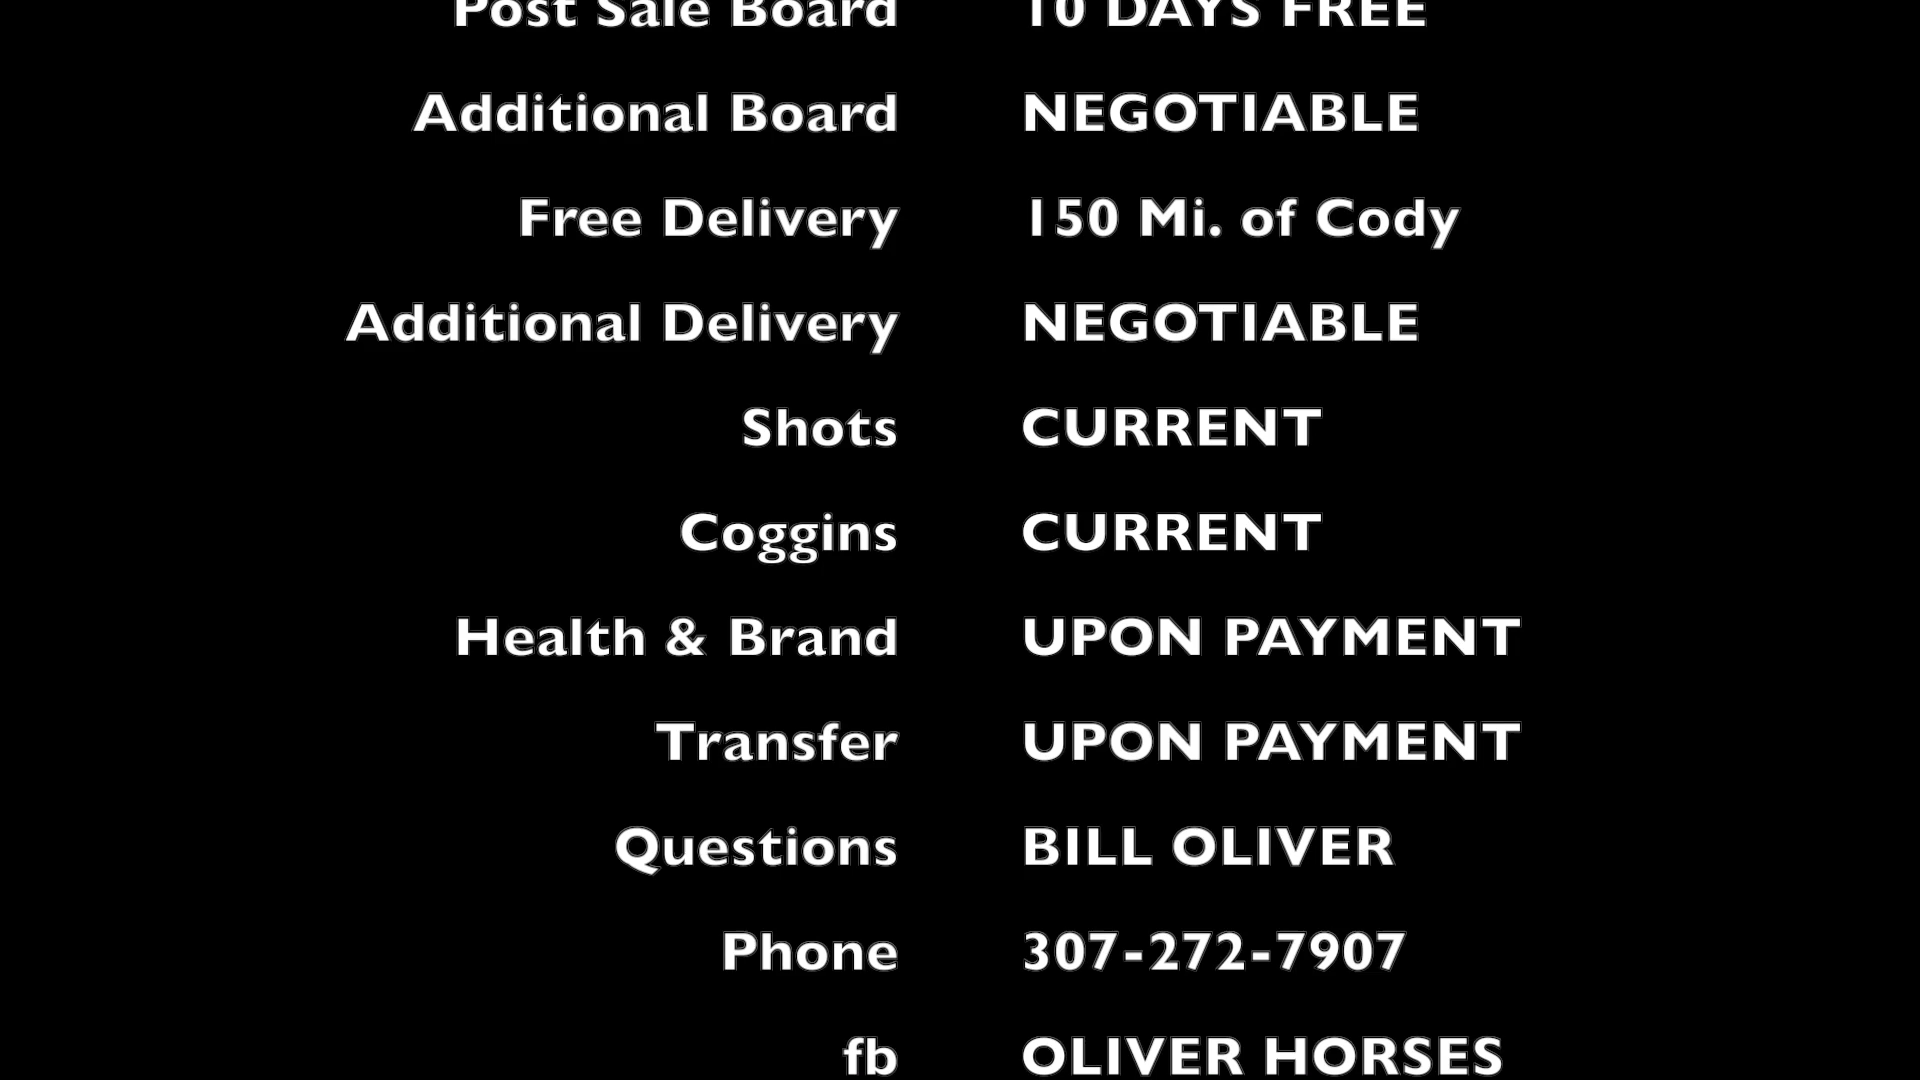 Post Sale Board 10 DAYS FREE
Additional Board NEGOTIABLE
Free Delivery 150 Mi. of Cody
Additional Delivery NEGOTIABLE
Shots CURRENT
Coggins CURRENT
Health & Brand UPON PAYMENT
Transfer UPON PAYMENT
Questions BILL OLIVER
Phone 307-272-7907
fb OLIVER HORSES